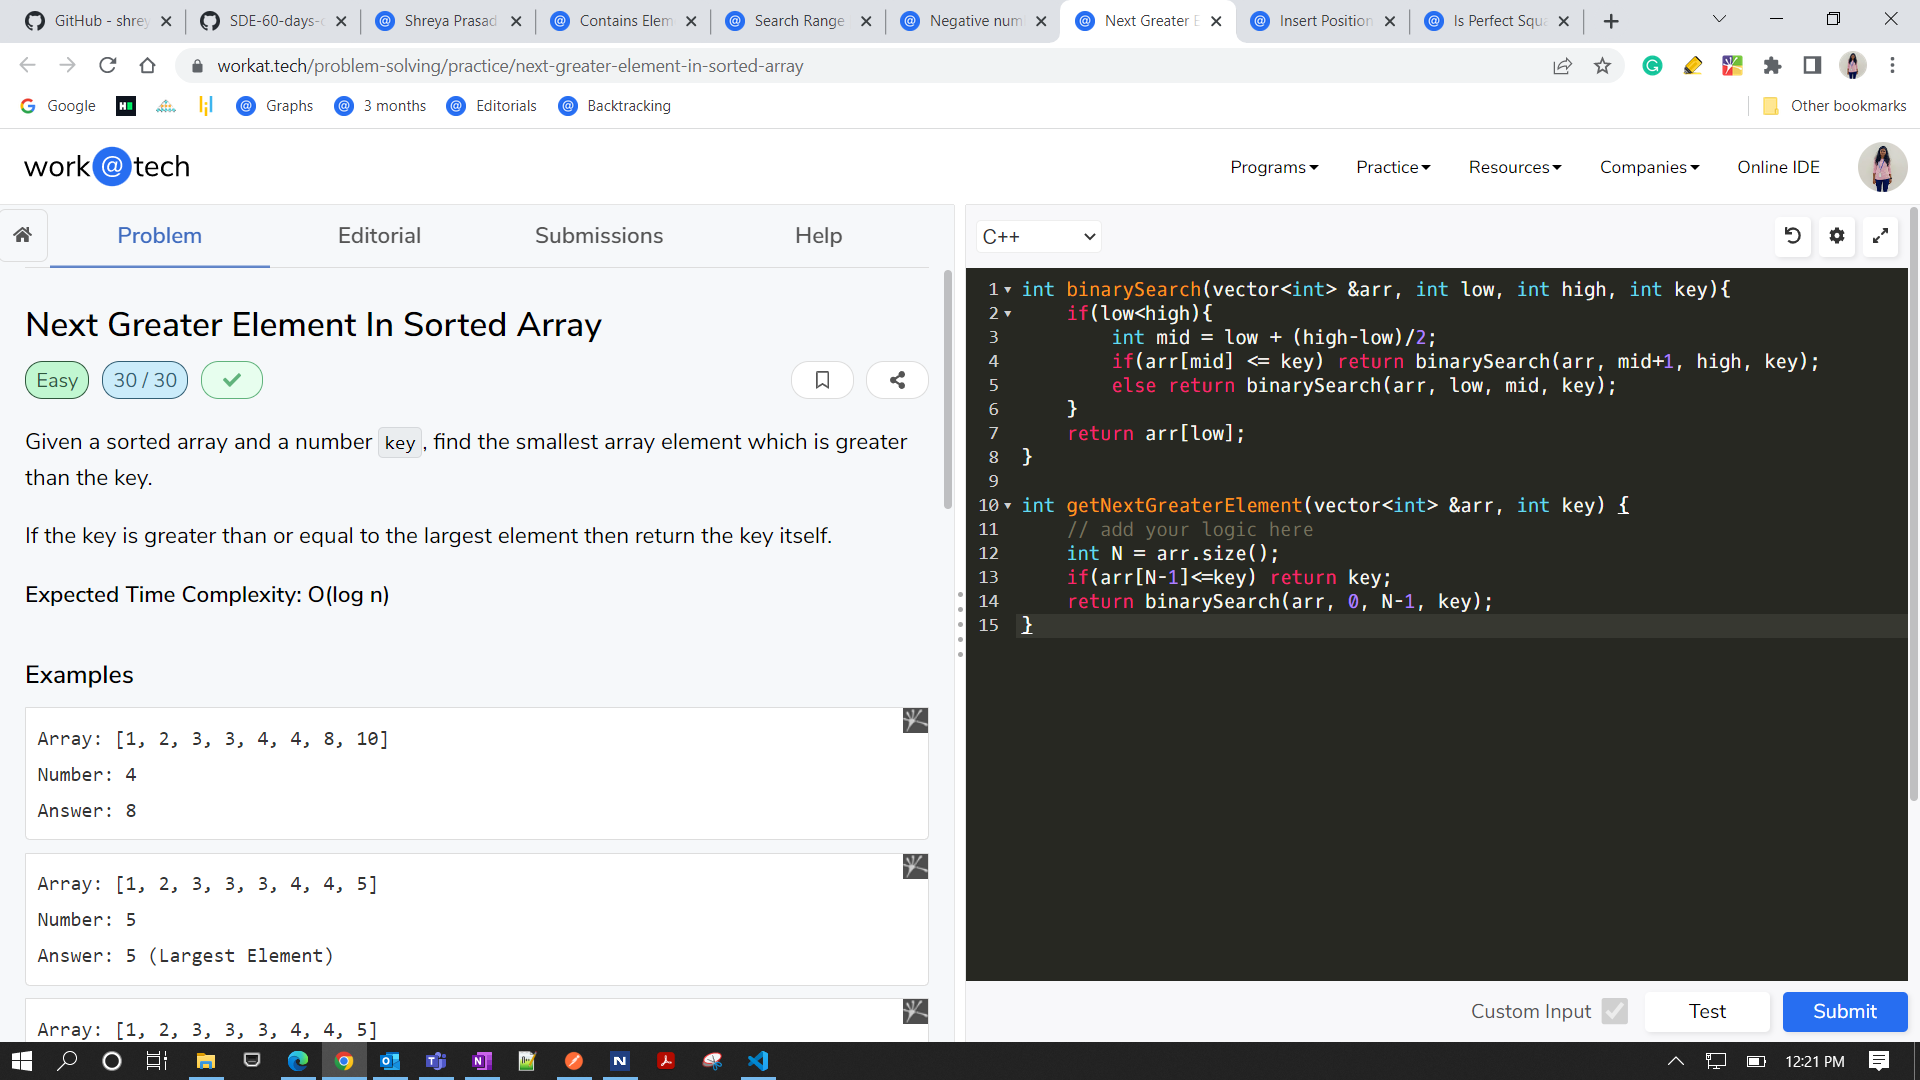 GitHub - shrey
SDE-60-days-c
Shreya Prasad
Contains Elem
Search Range
Negative num
Next Greater E
Insert Position
Is Perfect Squa
workat.tech/problem-solving/practice/next-greater-element-in-sorted-array
Google
Graphs
3 months
Editorials
Backtracking
Other bookmarks
work@tech
Programs
Practice
Resources
Companies
Online IDE
Problem
Editorial
Submissions
Help
C++
Next Greater Element In Sorted Array
Easy
30 / 30
Given a sorted array and a number key, find the smallest array element which is greater
than the key.
If the key is greater than or equal to the largest element then return the key itself.
Expected Time Complexity: O(log n)
Examples
Array: [1, 2, 3, 3, 4, 4, 8, 10]
Number: 4
Answer: 8
Array: [1, 2, 3, 3, 3, 4, 4, 5]
Number: 5
Answer: 5 (Largest Element)
Array: [1, 2, 3, 3, 3, 4, 4, 5]
1 int binarySearch(vector<int> &arr, int low, int high, int key){
2 if(low<high){
3 int mid = low + (high-low)/2;
4 if(arr[mid] <= key) return binarySearch(arr, mid+1, high, key);
5 else return binarySearch(arr, low, mid, key);
6 }
7 return arr[low];
8 }
9
10 int getNextGreaterElement(vector<int> &arr, int key) {
11 // add your logic here
12 int N = arr.size();
13 if(arr[N-1]<=key) return key;
14 return binarySearch(arr, 0, N-1, key);
15 }
Custom Input
Test
Submit
12:21 PM